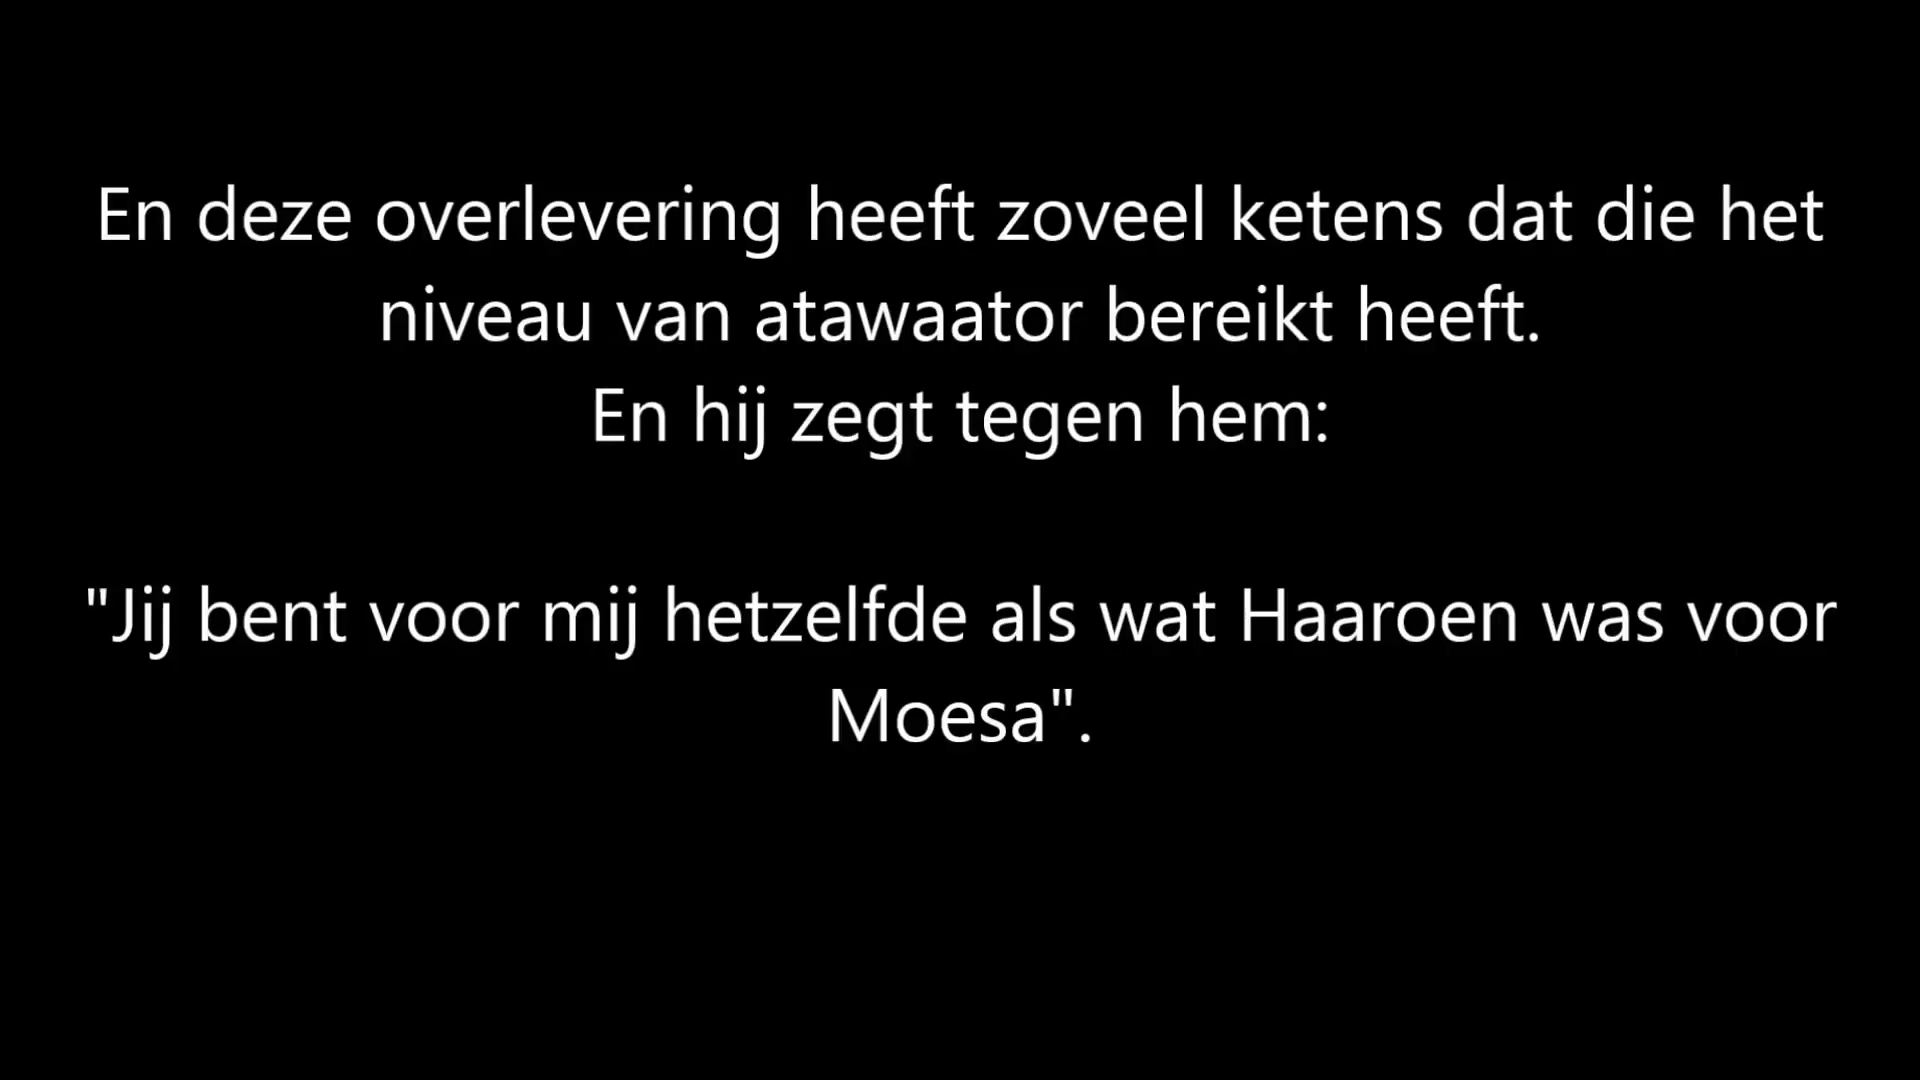 En deze overlevering heeft zoveel ketens dat die het
niveau van atawaator bereikt heeft.
En hij zegt tegen hem:
"Jij bent voor mij hetzelfde als wat Haaroen was voor
Moesa".